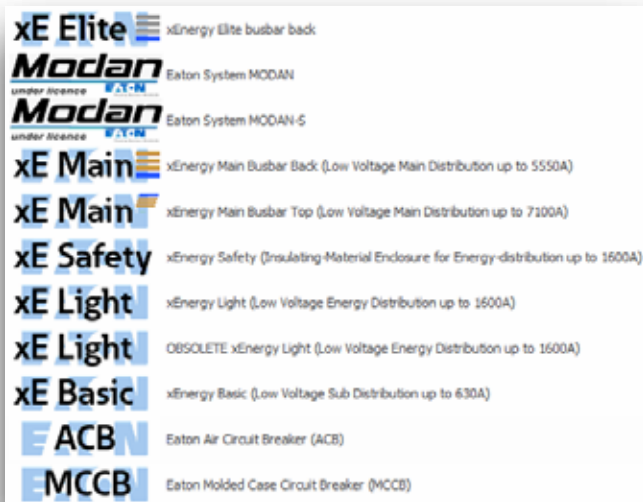 xE Elite xEnergy Elite busbar back
Modan Eaton System MODAN
under licence EATON
Modan Eaton System MODAN-S
under licence EATON
xE Main xEnergy Main Busbar Back (Low Voltage Main Distribution up to 5550A)
xE Main xEnergy Main Busbar Top (Low Voltage Main Distribution up to 7100A)
xE Safety xEnergy Safety (Insulating-Material Enclosure for Energy-distribution up to 1600A)
xE Light xEnergy Light (Low Voltage Energy Distribution up to 1600A)
xE Light OBSOLETE xEnergy Light (Low Voltage Energy Distribution up to 1600A)
xE Basic xEnergy Basic (Low Voltage Sub Distribution up to 630A)
ACB Eaton Air Circuit Breaker (ACB)
MCCB Eaton Molded Case Circuit Breaker (MCCB)